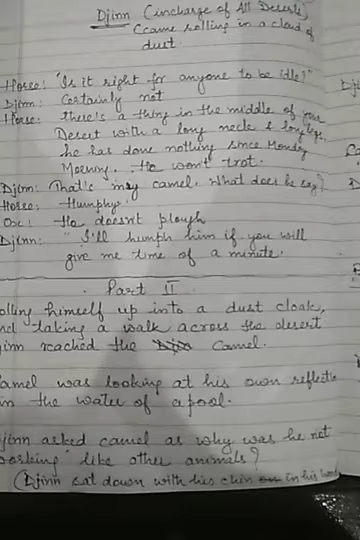 Djinn (incharge of All Deserts)
(came rolling in a cloud of
dust
Horse: "Is it right for anyone to be idle!"
Djinn: Certainly not
Horse: there's a thing in the middle of your
Desert with a long neck & long legs,
he has done nothing since Monday
Morning. He won't trot.
Djinn: That's my camel. What does he say?
Horse: Humph!
Ox: He doesn't plough
Djinn: "I'll humph him if you will
give me time of a minute.
Part II
olling himself up into a dust cloak,
nd taking a walk across the desert
jinn reached the Camel.
amel was looking at his own reflecti
in the water of a pool.
jinn asked camel as why was he not
working like other animals?
(Djinn sat down with his chin in his hand